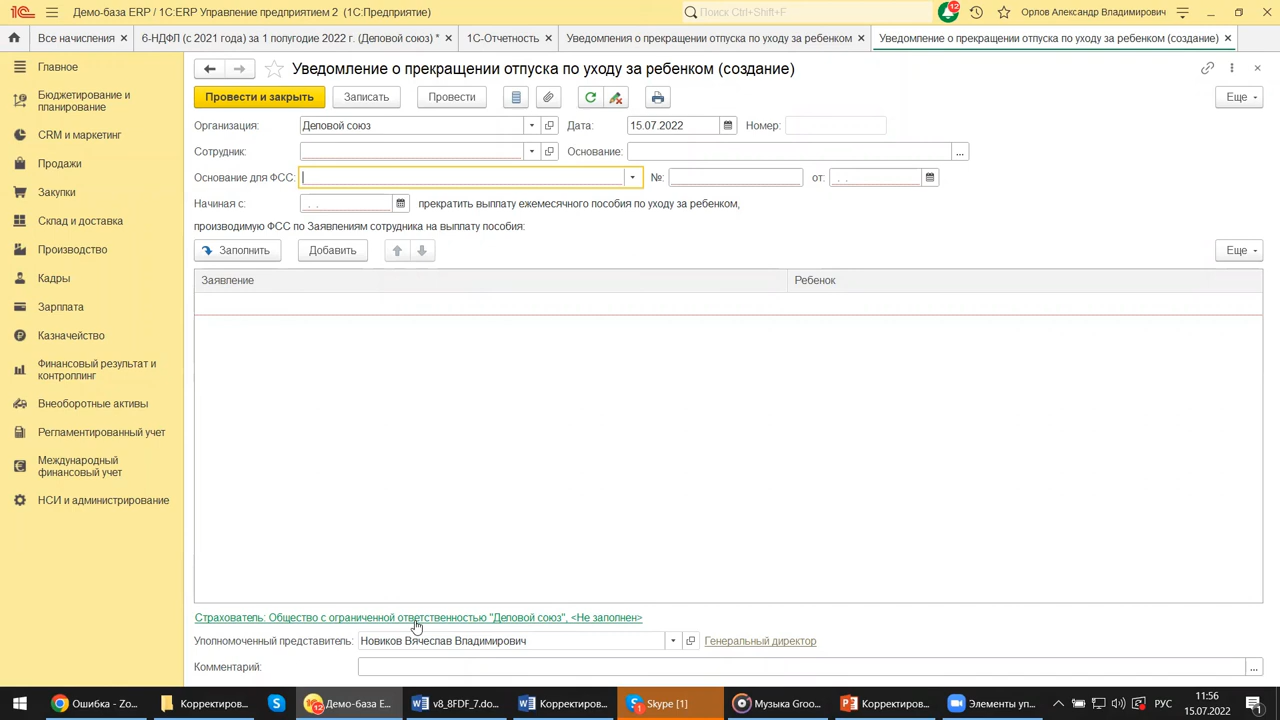 Демо-база ERP / 1С:ERP Управление предприятием 2 (1С:Предприятие)
Поиск Ctrl+Shift+F
12
Орлов Александр Владимирович
Все начисления
6-НДФЛ (с 2021 года) за 1 полугодие 2022 г. (Деловой союз) *
1С-Отчетность
Уведомления о прекращении отпуска по уходу за ребенком
Уведомление о прекращении отпуска по уходу за ребенком (создание)
Главное
Бюджетирование и
планирование
CRM и маркетинг
Продажи
Закупки
Склад и доставка
Производство
Кадры
Зарплата
Казначейство
Финансовый результат и
контроллинг
Внеоборотные активы
Регламентированный учет
Международный
финансовый учет
НСИ и администрирование
Уведомление о прекращении отпуска по уходу за ребенком (создание)
Провести и закрыть
Записать
Провести
Еще
Организация: Деловой союз
Дата: 15.07.2022
Номер:
Сотрудник:
Основание:
Основание для ФСС:
№:
от: . .
Начиная с: . . прекратить выплату ежемесячного пособия по уходу за ребенком,
производимую ФСС по Заявлениям сотрудника на выплату пособия:
Заполнить
Добавить
Еще
Заявление
Ребенок
Страхователь: Общество с ограниченной ответственностью "Деловой союз", <Не заполнен>
Уполномоченный представитель: Новиков Вячеслав Владимирович
Генеральный директор
Комментарий:
Ошибка - Zo...
Корректиров...
12
Демо-база E...
v8_8FDF_7.do...
Корректиров...
1
Skype [1]
Музыка Groo...
Корректиров...
Элементы уп...
РУС
11:56
15.07.2022
1